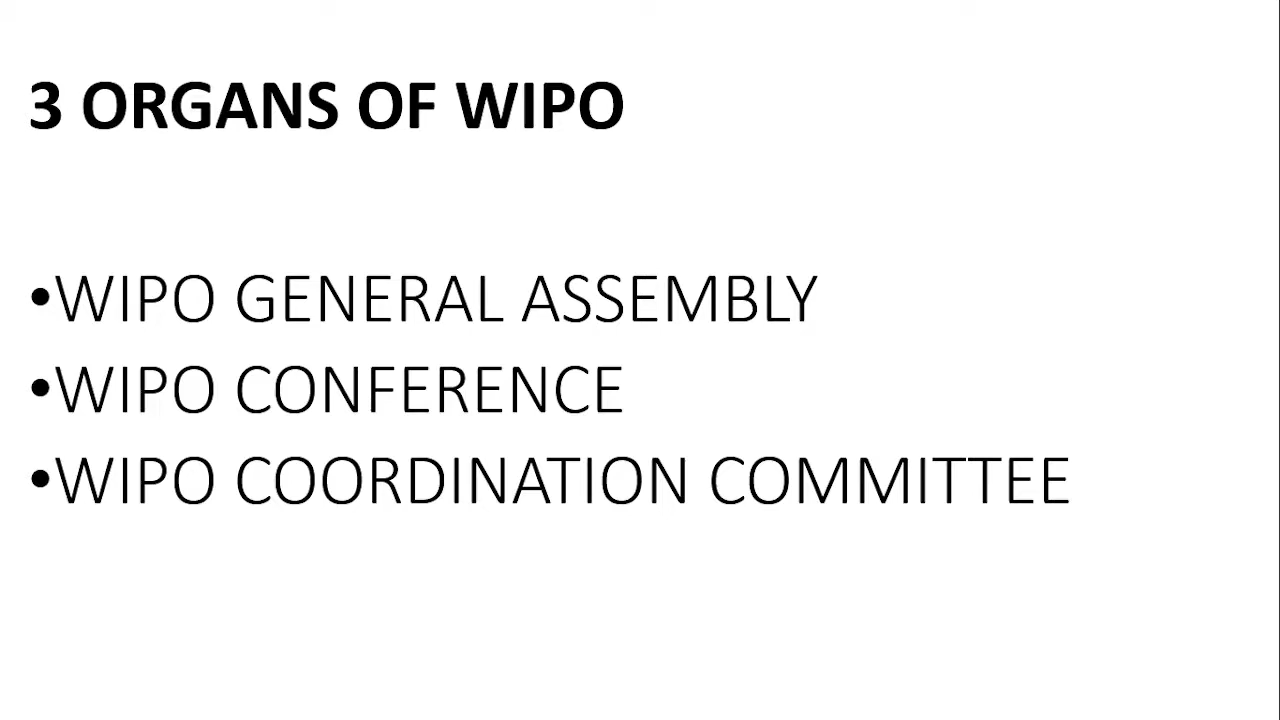 3 ORGANS OF WIPO
•WIPO GENERAL ASSEMBLY
•WIPO CONFERENCE
•WIPO COORDINATION COMMITTEE